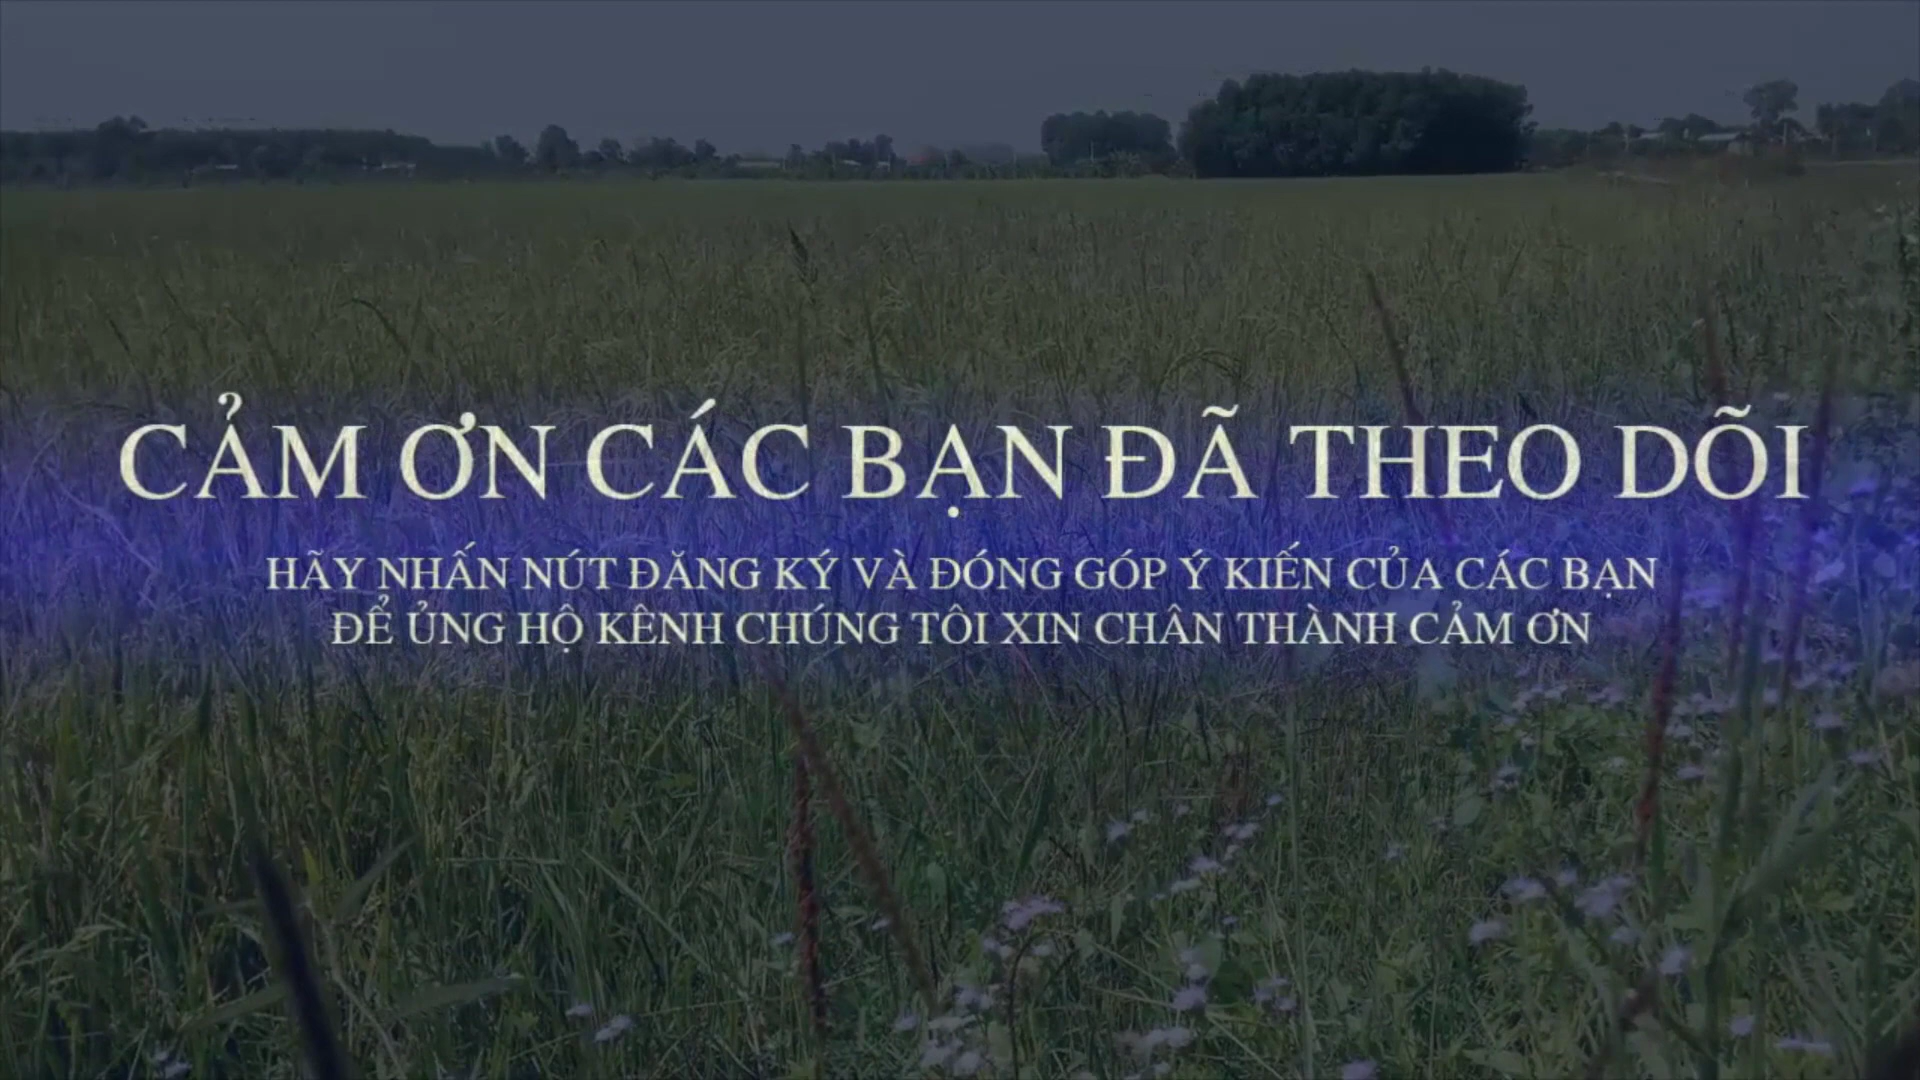 CẢM ƠN CÁC BẠN ĐÃ THEO DÕI
HÃY NHẤN NÚT ĐĂNG KÝ VÀ ĐÓNG GÓP Ý KIẾN CỦA CÁC BẠN
ĐỂ ỦNG HỘ KÊNH CHÚNG TÔI XIN CHÂN THÀNH CẢM ƠN